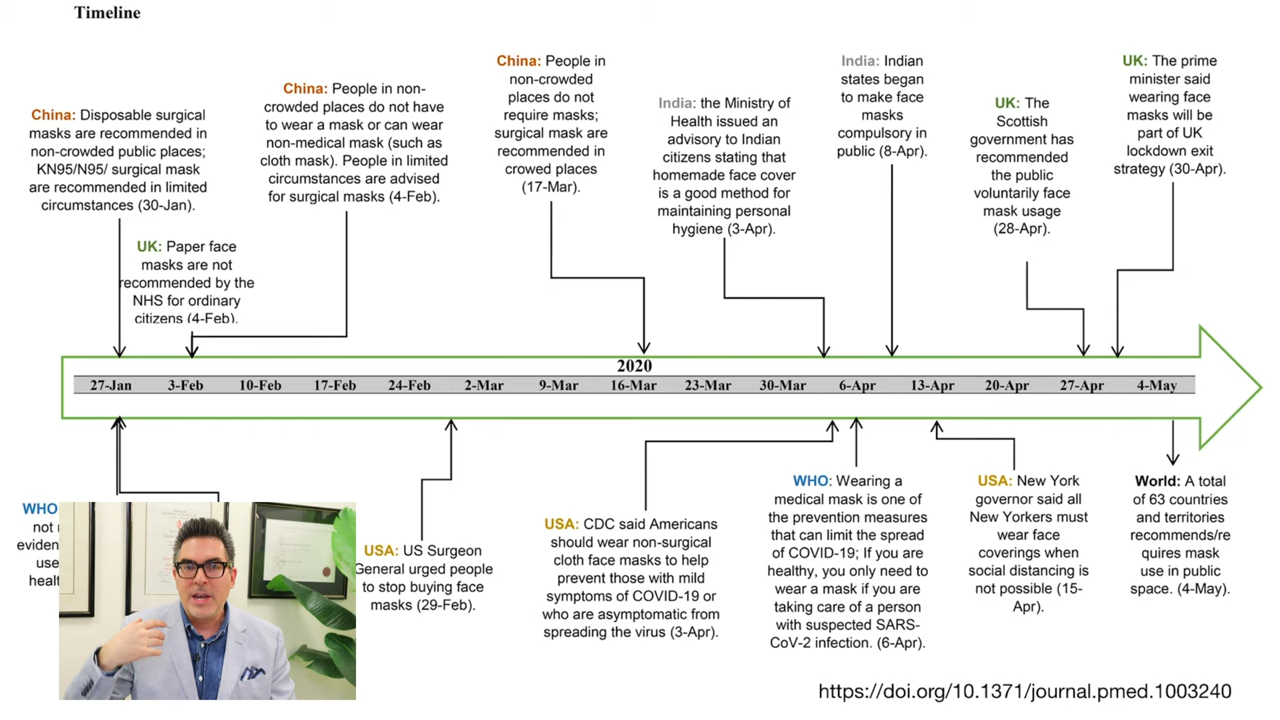 Timeline
China: Disposable surgical
masks are recommended in
non-crowded public places;
KN95/N95/ surgical mask
are recommended in limited
circumstances (30-Jan).
UK: Paper face
masks are not
recommended by the
NHS for ordinary
citizens (4-Feb).
China: People in non-
crowded places do not have
to wear a mask or can wear
non-medical mask (such as
cloth mask). People in limited
circumstances are advised
for surgical masks (4-Feb).
China: People in
non-crowded
places do not
require masks;
surgical mask are
recommended in
crowed places
(17-Mar).
India: the Ministry of
Health issued an
advisory to Indian
citizens stating that
homemade face cover
is a good method for
maintaining personal
hygiene (3-Apr).
India: Indian
states began
to make face
masks
compulsory in
public (8-Apr).
UK: The
Scottish
government has
recommended
the public
voluntarily face
mask usage
(28-Apr).
UK: The prime
minister said
wearing face
masks will be
part of UK
lockdown exit
strategy (30-Apr).
2020
27-Jan 3-Feb 10-Feb 17-Feb 24-Feb 2-Mar 9-Mar 16-Mar 23-Mar 30-Mar 6-Apr 13-Apr 20-Apr 27-Apr 4-May
WHO
not
USA: US Surgeon
General urged people
to stop buying face
masks (29-Feb).
USA: CDC said Americans
should wear non-surgical
cloth face masks to help
prevent those with mild
symptoms of COVID-19 or
who are asymptomatic from
spreading the virus (3-Apr).
WHO: Wearing a
medical mask is one of
the prevention measures
that can limit the spread
of COVID-19; If you are
healthy, you only need to
wear a mask if you are
taking care of a person
with suspected SARS-
CoV-2 infection. (6-Apr).
USA: New York
governor said all
New Yorkers must
wear face
coverings when
social distancing is
not possible (15-
Apr).
World: A total
of 63 countries
and territories
recommends/re
quires mask
use in public
space. (4-May).
https://doi.org/10.1371/journal.pmed.1003240